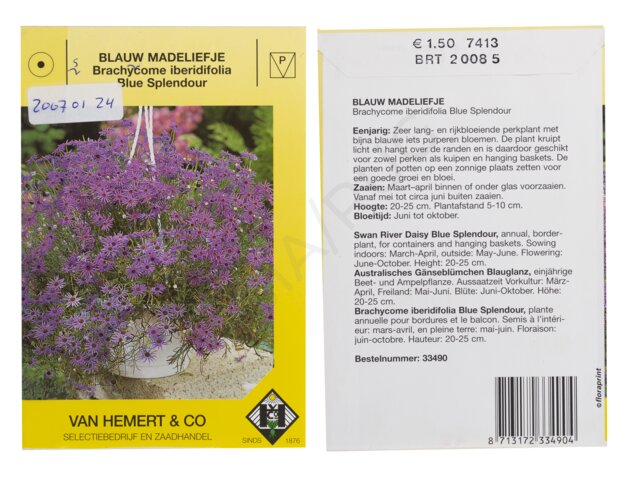 BLAUW MADELIEFJE
Brachycome iberidifolia
Blue Splendour
2007 01 24
VAN HEMERT & CO
SELECTIEBEDRIJF EN ZAADHANDEL
SINDS 1876
€ 1.50 7413
BRT 2008 5
BLAUW MADELIEFJE
Brachycome iberidifolia Blue Splendour
Eenjarig: Zeer lang- en rijkbloeiende perkplant met
bijna blauwe iets purperen bloemen. De plant kruipt
licht en hangt over de randen en is daardoor geschikt
voor zowel perken als kuipen en hanging baskets. De
planten of potten op een zonnige plaats zetten voor
een goede groei en bloei.
Zaaien: Maart-april binnen of onder glas voorzaaien.
Vanaf mei tot circa juni buiten zaaien.
Hoogte: 20-25 cm. Plantafstand 5-10 cm.
Bloeitijd: Juni tot oktober.
Swan River Daisy Blue Splendour, annual, border-
plant, for containers and hanging baskets. Sowing
indoors: March-April, outside: May-June. Flowering:
June-October. Height: 20-25 cm.
Australisches Gänseblümchen Blauglanz, einjährige
Beet- und Ampelpflanze. Aussaatzeit Vorkultur: März-
April, Freiland: Mai-Juni. Blüte: Juni-Oktober. Höhe:
20-25 cm.
Brachycome iberidifolia Blue Splendour, plante
annuelle pour bordures et le balcon. Semis à l'intéri-
eur: mars-avril, en pleine terre: mai-juin. Floraison:
juin-octobre. Hauteur: 20-25 cm.
Bestelnummer: 33490
©floraprint
8 713172 334904